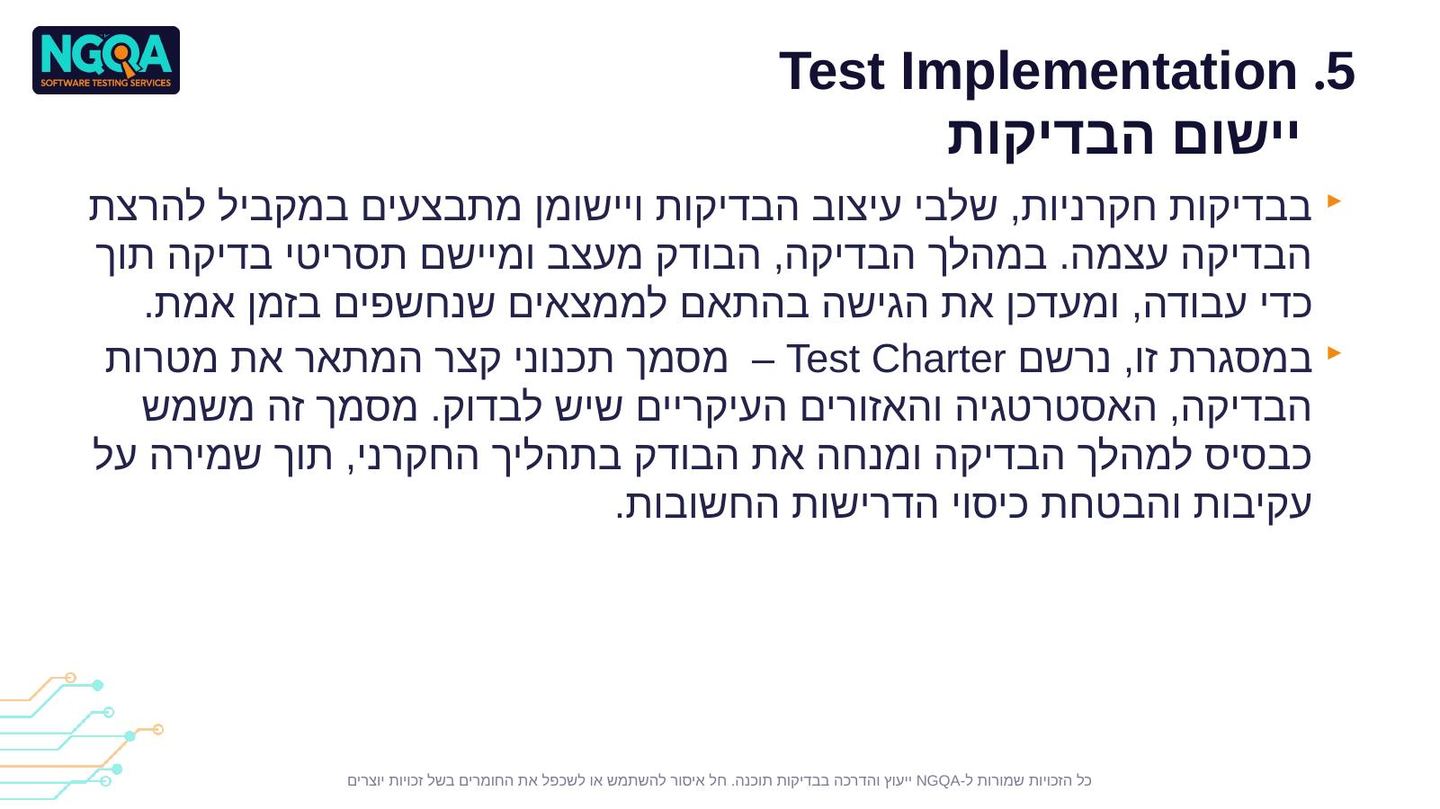 NGQA
SOFTWARE TESTING SERVICES
5. Test Implementation
יישום הבדיקות
בבדיקות חקרניות, שלבי עיצוב הבדיקות ויישומן מתבצעים במקביל להרצת
הבדיקה עצמה. במהלך הבדיקה, הבודק מעצב ומיישם תסריטי בדיקה תוך
כדי עבודה, ומעדכן את הגישה בהתאם לממצאים שנחשפים בזמן אמת.
במסגרת זו, נרשם Test Charter – מסמך תכנוני קצר המתאר את מטרות
הבדיקה, האסטרטגיה והאזורים העיקריים שיש לבדוק. מסמך זה משמש
כבסיס למהלך הבדיקה ומנחה את הבודק בתהליך החקרני, תוך שמירה על
עקיבות והבטחת כיסוי הדרישות החשובות.
כל הזכויות שמורות ל-NGQA ייעוץ והדרכה בבדיקות תוכנה. חל איסור להשתמש או לשכפל את החומרים בשל זכויות יוצרים